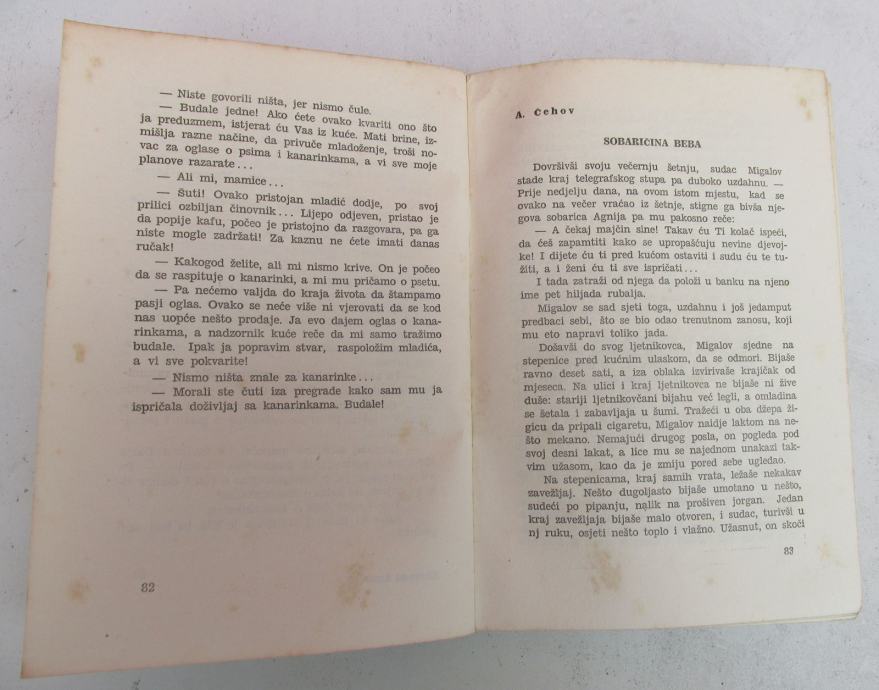 — Niste govorili ništa, jer nismo čule.
— Budale jedne! Ako ćete ovako kvariti ono što
ja preduzmem, istjerat ću Vas iz kuće. Mati brine, iz-
mišlja razne načine, da privuče mladoženje, troši no-
vac za oglase o psima i kanarinkama, a vi sve moje
planove razarate...
— Ali mi, mamice...
— Šuti! Ovako pristojan mladić dodje, po svoj
prilici ozbiljan činovnik... Lijepo odjeven, pristao je
da popije kafu, počeo je pristojno da razgovara, pa ga
niste mogle zadržati! Za kaznu ne ćete imati danas
ručak!
— Kakogod želite, ali mi nismo krive. On je počeo
da se raspituje o kanarinki, a mi mu pričamo o psetu.
— Pa nećemo valjda do kraja života da štampamo
pasji oglas. Ovako se neće više ni vjerovati da se kod
nas uopće nešto prodaje. Ja evo dajem oglas o kana-
rinkama, a nadzornik kuće reče da mi samo tražimo
budale. Ipak ja popravim stvar, raspoložim mladića,
a vi sve pokvarite!
— Nismo ništa znale za kanarinke...
— Morali ste čuti iza pregrade kako sam mu ja
ispričala doživljaj sa kanarinkama. Budale!
82
A. Čehov
SOBARIČINA BEBA
Dovršivši svoju večernju šetnju, sudac Migalov
stade kraj telegrafskog stupa pa duboko uzdahnu. —
Prije nedjelju dana, na ovom istom mjestu, kad se
ovako na večer vraćao iz šetnje, stigne ga bivša nje-
gova sobarica Agnija pa mu pakosno reče:
— A čekaj majčin sine! Takav ću Ti kolač ispeći,
da ćeš zapamtiti kako se upropašćuju nevine djevoj-
ke! I dijete ću ti pred kućom ostaviti i sudu ću te tu-
žiti, a i ženi ću ti sve ispričati...
I tada zatraži od njega da položi u banku na njeno
ime pet hiljada rubalja.
Migalov se sad sjeti toga, uzdahnu i još jedamput
predbaci sebi, što se bio odao trenutnom zanosu, koji
mu eto napravi toliko jada.
Došavši do svog ljetnikovca, Migalov sjedne na
stepenice pred kućnim ulaskom, da se odmori. Bijaše
ravno deset sati, a iza oblaka izvirivaše krajičak od
mjeseca. Na ulici i kraj ljetnikovca ne bijaše ni žive
duše: stariji ljetnikovčani bijahu već legli, a omladina
se šetala i zabavljaja u šumi. Tražeći u oba džepa ži-
gicu da pripali cigaretu, Migalov naidje laktom na ne-
što mekano. Nemajući drugog posla, on pogleda pod
svoj desni lakat, a lice mu se najednom unakazi tak-
vim užasom, kao da je zmiju pored sebe ugledao.
Na stepenicama, kraj samih vrata, ležaše nekakav
zavežljaj. Nešto dugoljasto bijaše umotano u nešto,
sudeći po pipanju, nalik na prošiven jorgan. Jedan
kraj zavežljaja bijaše malo otvoren, i sudac, turivši u
nj ruku, osjeti nešto toplo i vlažno. Užasnut, on skoči
83